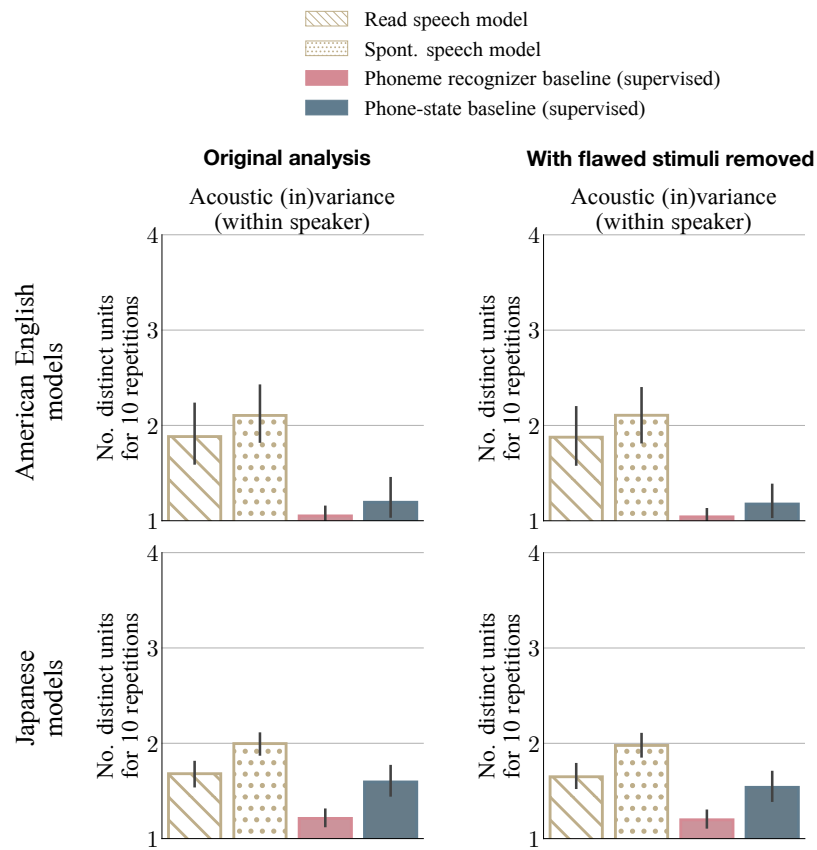 Read speech model
Spont. speech model
Phoneme recognizer baseline (supervised)
Phone-state baseline (supervised)
Original analysis
With flawed stimuli removed
Acoustic (in)variance
(within speaker)
Acoustic (in)variance
(within speaker)
American English
models
No. distinct units
for 10 repetitions
4
3
2
1
No. distinct units
for 10 repetitions
4
3
2
1
Japanese
models
No. distinct units
for 10 repetitions
4
3
2
1
No. distinct units
for 10 repetitions
4
3
2
1